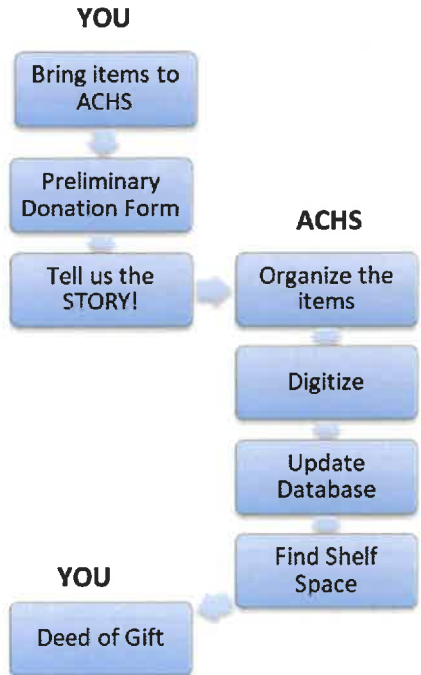 YOU
Bring items to
ACHS
Preliminary
Donation Form
Tell us the
STORY!
ACHS
Organize the
items
Digitize
Update
Database
Find Shelf
Space
YOU
Deed of Gift